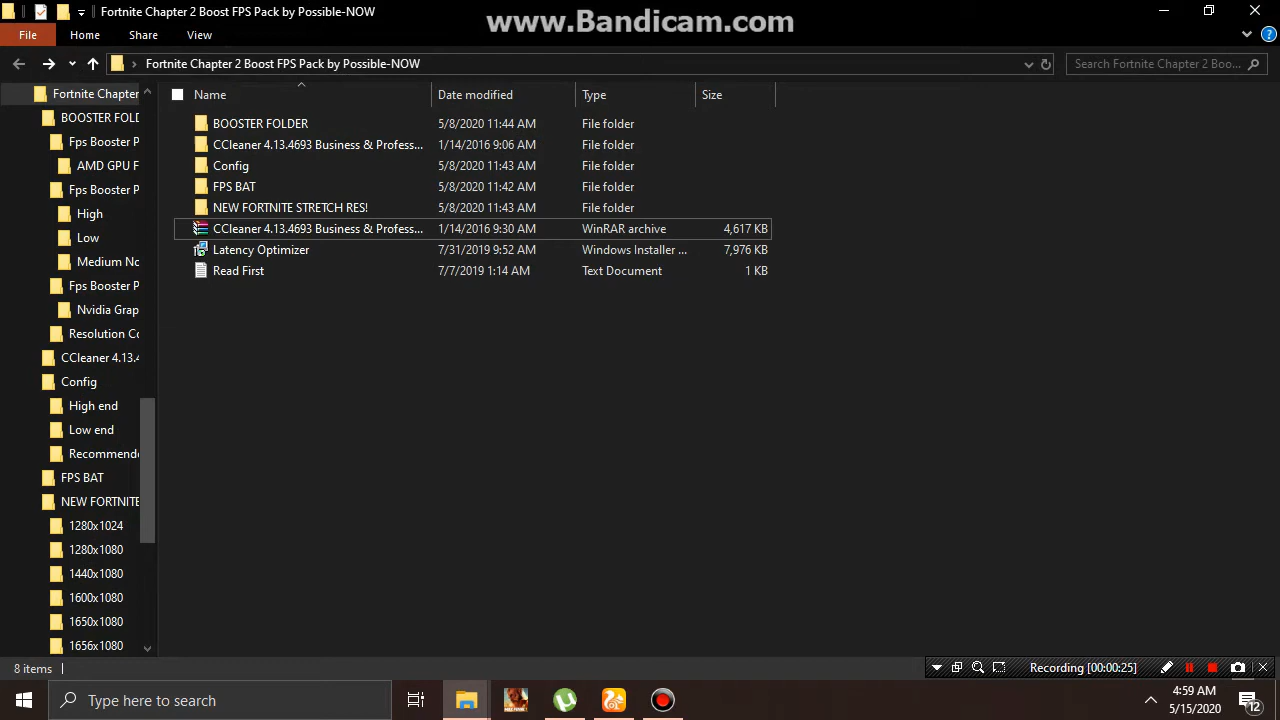 Fortnite Chapter 2 Boost FPS Pack by Possible-NOW
www.Bandicam.com
File Home Share View
Fortnite Chapter 2 Boost FPS Pack by Possible-NOW
Search Fortnite Chapter 2 Boo...
Name Date modified Type Size
BOOSTER FOLDER 5/8/2020 11:44 AM File folder
CCleaner 4.13.4693 Business & Profess... 1/14/2016 9:06 AM File folder
Config 5/8/2020 11:43 AM File folder
FPS BAT 5/8/2020 11:42 AM File folder
NEW FORTNITE STRETCH RES! 5/8/2020 11:43 AM File folder
CCleaner 4.13.4693 Business & Profess... 1/14/2016 9:30 AM WinRAR archive 4,617 KB
Latency Optimizer 7/31/2019 9:52 AM Windows Installer ... 7,976 KB
Read First 7/7/2019 1:14 AM Text Document 1 KB
Fortnite Chapter
BOOSTER FOLD
Fps Booster P
AMD GPU F
Fps Booster P
High
Low
Medium No
Fps Booster P
Nvidia Grap
Resolution Co
CCleaner 4.13.4
Config
High end
Low end
Recommende
FPS BAT
NEW FORTNITE
1280x1024
1280x1080
1440x1080
1600x1080
1650x1080
1656x1080
8 items
Recording [00:00:25]
Type here to search
4:59 AM
5/15/2020
12